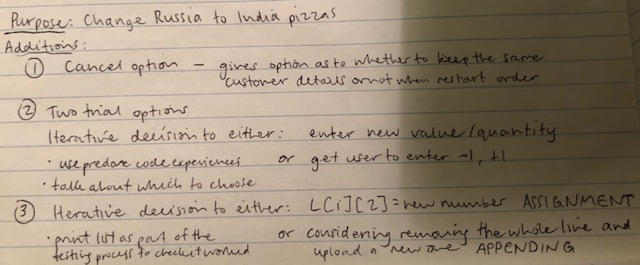 Purpose: Change Russia to India pizzas
Additions:
① Cancel option – gives option as to whether to keep the same
customer details or not when restart order
② Two trial options
Iterative decision to either: enter new value/quantity
• use predone code experiences or get user to enter -1, +1
• talk about which to choose
③ Iterative decision to either: L[i][2] = new number ASSIGNMENT
• print list as part of the or considering removing the whole line and
testing process to check it worked upload a new one APPENDING